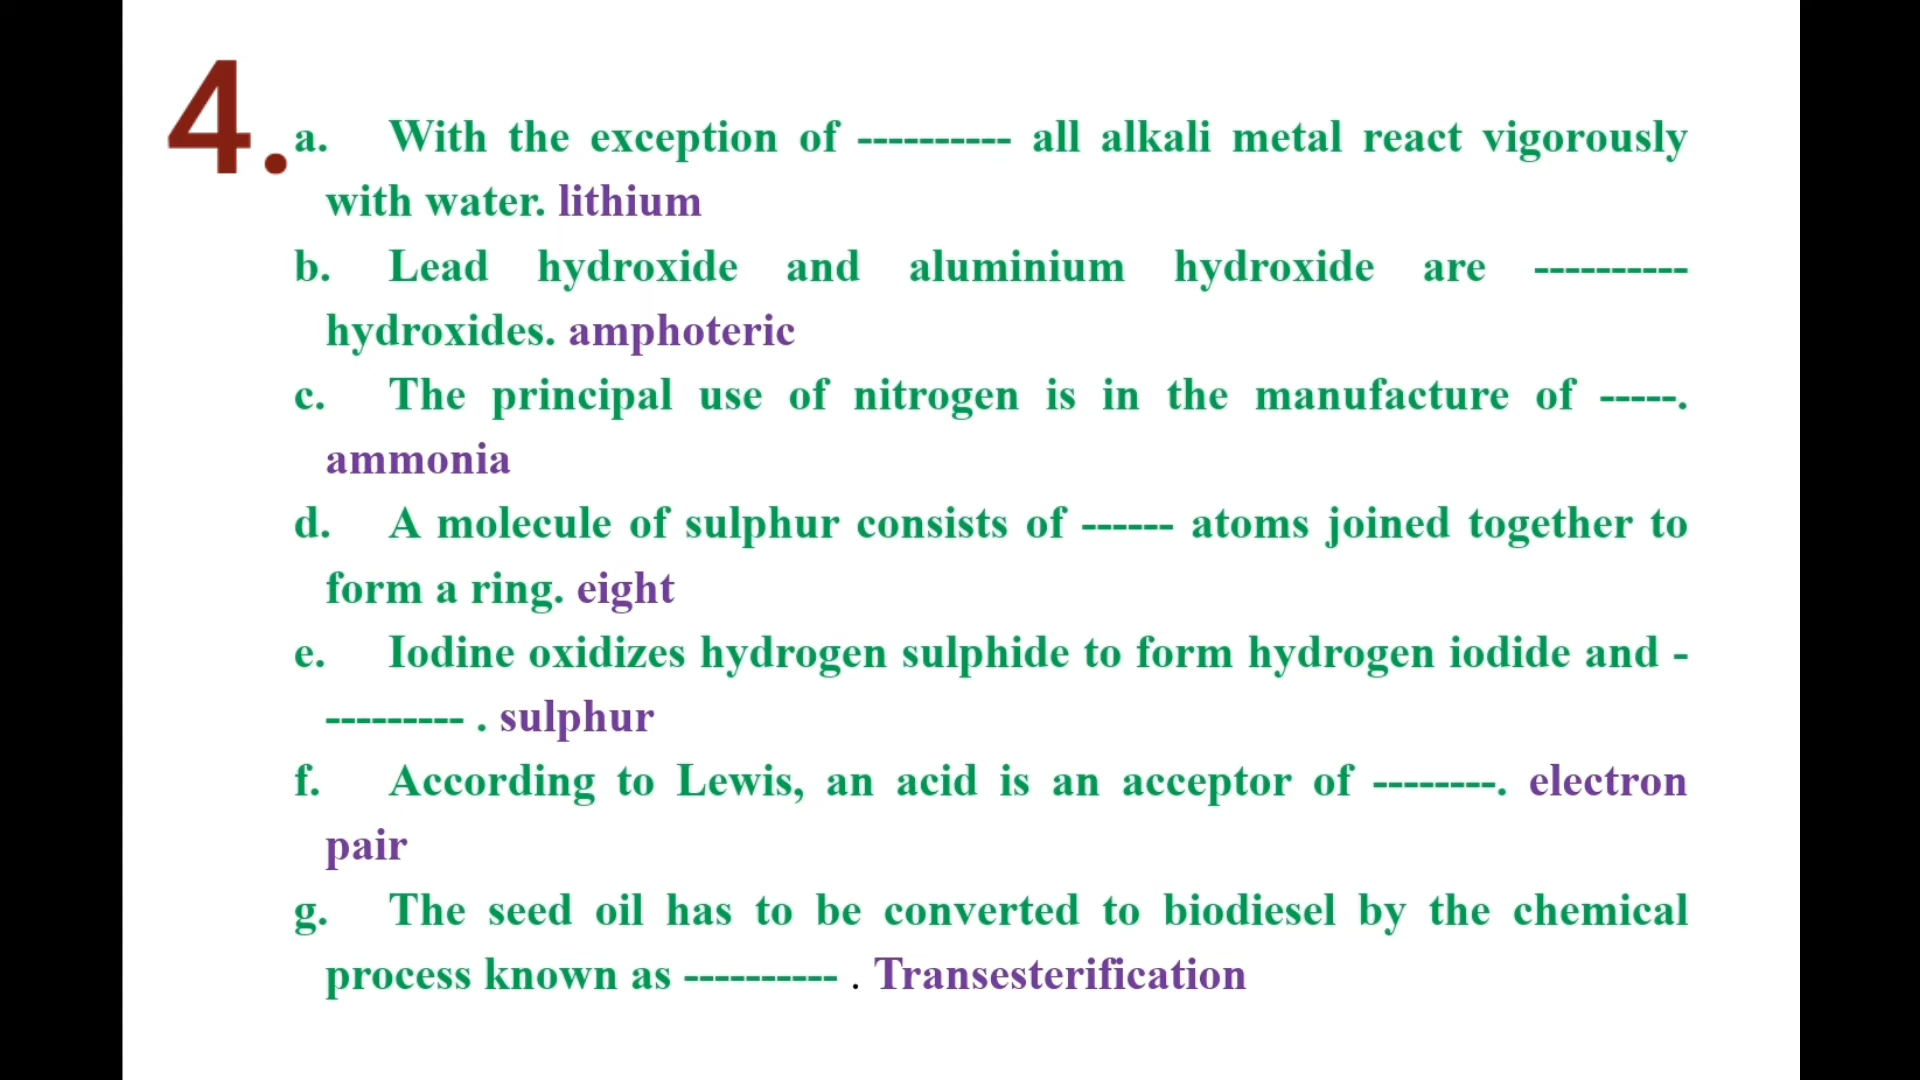 4.
a. With the exception of ---------- all alkali metal react vigorously
with water. lithium
b. Lead hydroxide and aluminium hydroxide are ----------
hydroxides. amphoteric
c. The principal use of nitrogen is in the manufacture of -----.
ammonia
d. A molecule of sulphur consists of ------ atoms joined together to
form a ring. eight
e. Iodine oxidizes hydrogen sulphide to form hydrogen iodide and -
--------- . sulphur
f. According to Lewis, an acid is an acceptor of --------. electron
pair
g. The seed oil has to be converted to biodiesel by the chemical
process known as ---------- . Transesterification